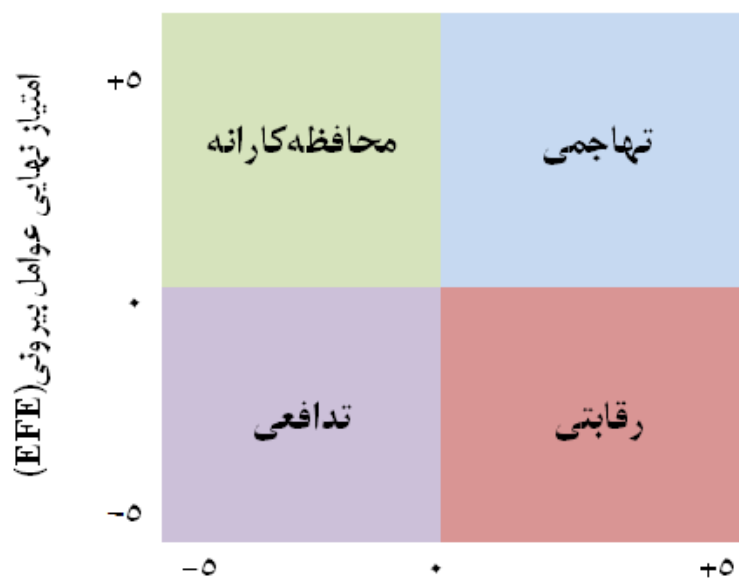 +۵
محافظه‌کارانه
تهاجمی
امتیاز نهایی عوامل بیرونی(EFE)
۰
تدافعی
رقابتی
-۵
-۵
۰
+۵